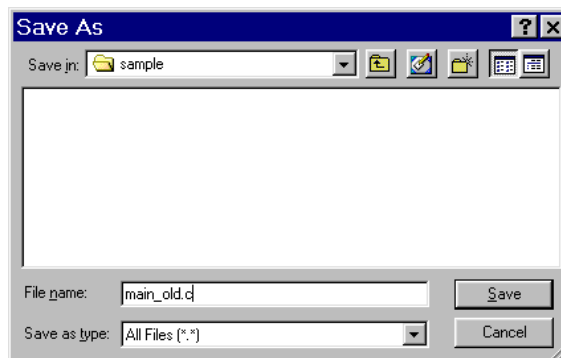 Save As
Save in: sample
File name: main_old.c Save
Save as type: All Files (*.*) Cancel